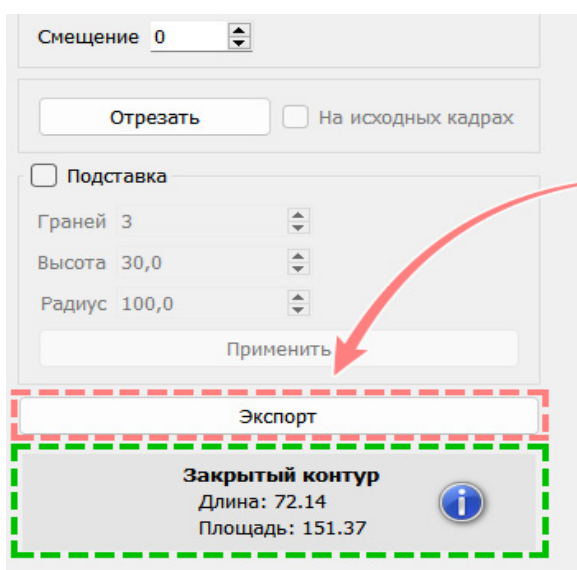 Смещение 0
Отрезать На исходных кадрах
Подставка
Граней 3
Высота 30,0
Радиус 100,0
Применить
Экспорт
Закрытый контур
Длина: 72.14
Площадь: 151.37